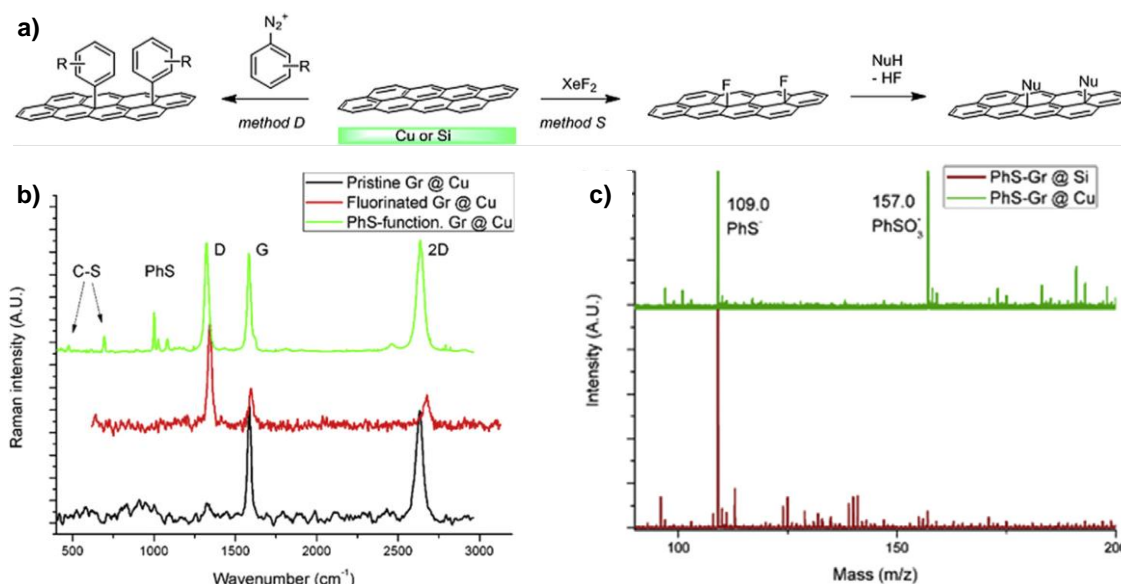 a)
N₂⁺
R
R
R
method D
Cu or Si
XeF₂
method S
F
F
NuH
- HF
Nu
Nu
b)
Pristine Gr @ Cu
Fluorinated Gr @ Cu
PhS-function. Gr @ Cu
C-S
PhS
D
G
2D
Raman intensity (A.U.)
500
1000
1500
2000
2500
3000
Wavenumber (cm⁻¹)
c)
PhS-Gr @ Si
PhS-Gr @ Cu
109.0
PhS⁻
157.0
PhSO₃⁻
Intensity (A.U.)
100
150
200
Mass (m/z)